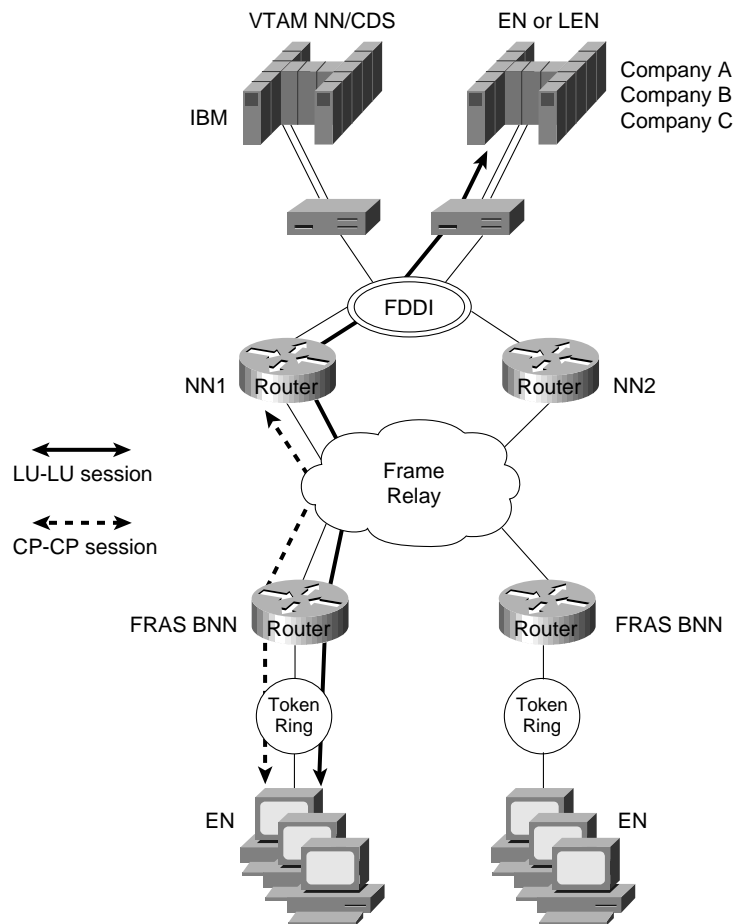 VTAM NN/CDS
EN or LEN
IBM
Company A
Company B
Company C
FDDI
NN1
Router
Router
NN2
LU-LU session
CP-CP session
Frame
Relay
FRAS BNN
Router
Router
FRAS BNN
Token
Ring
Token
Ring
EN
EN